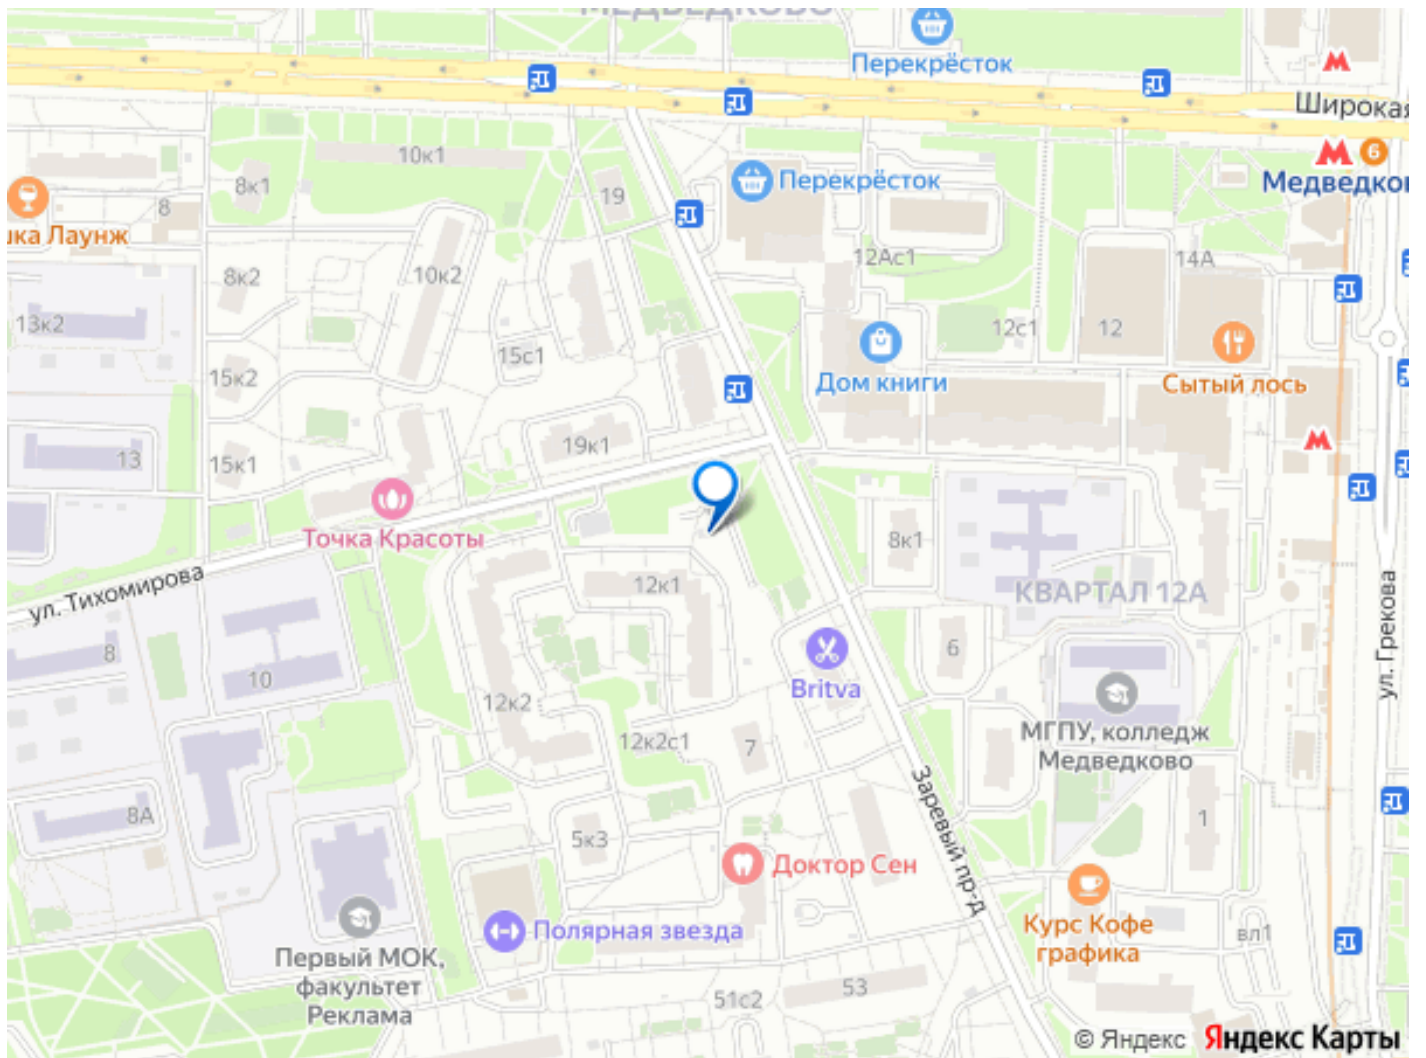 МЕДВЕДКОВО
Перекрёсток
Широкая
10к1
8к1
19
Перекрёсток
6
Медведков
8
шка Лаунж
8к2
10к2
12Ас1
14А
13к2
12с1
12
15с1
15к2
Дом книги
Сытый лось
19к1
13
15к1
Точка Красоты
8к1
ул. Тихомирова
12к1
КВАРТАЛ 12А
ул. Грекова
8
10
6
Britva
12к2
12к2с1
7
МГПУ, колледж
Медведково
Заревый пр-д
8А
5к3
1
Доктор Сен
Полярная звезда
Курс Кофе
графика
вл1
Первый МОК,
факультет
Реклама
51с2
53
© Яндекс Яндекс Карты